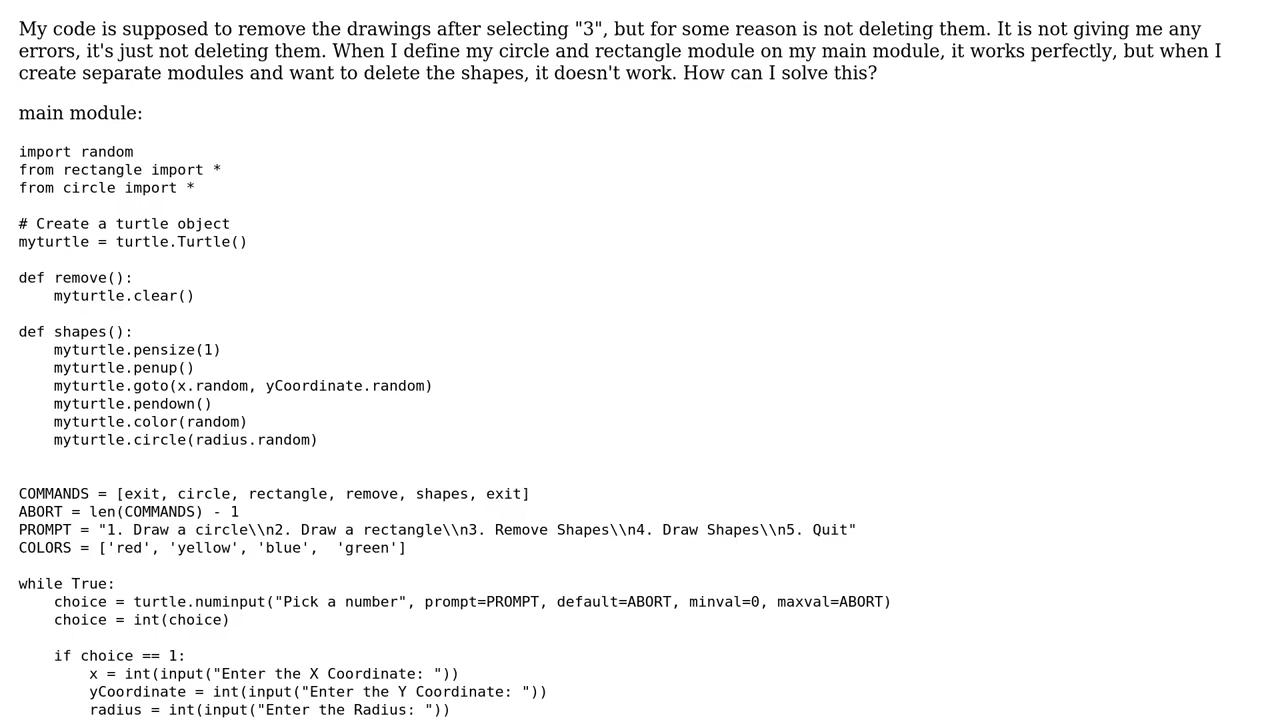 My code is supposed to remove the drawings after selecting "3", but for some reason is not deleting them. It is not giving me any
errors, it's just not deleting them. When I define my circle and rectangle module on my main module, it works perfectly, but when I
create separate modules and want to delete the shapes, it doesn't work. How can I solve this?
main module:
import random
from rectangle import *
from circle import *
# Create a turtle object
myturtle = turtle.Turtle()
def remove():
    myturtle.clear()
def shapes():
    myturtle.pensize(1)
    myturtle.penup()
    myturtle.goto(x.random, yCoordinate.random)
    myturtle.pendown()
    myturtle.color(random)
    myturtle.circle(radius.random)
COMMANDS = [exit, circle, rectangle, remove, shapes, exit]
ABORT = len(COMMANDS) - 1
PROMPT = "1. Draw a circle\\n2. Draw a rectangle\\n3. Remove Shapes\\n4. Draw Shapes\\n5. Quit"
COLORS = ['red', 'yellow', 'blue',  'green']
while True:
    choice = turtle.numinput("Pick a number", prompt=PROMPT, default=ABORT, minval=0, maxval=ABORT)
    choice = int(choice)
    if choice == 1:
        x = int(input("Enter the X Coordinate: "))
        yCoordinate = int(input("Enter the Y Coordinate: "))
        radius = int(input("Enter the Radius: "))